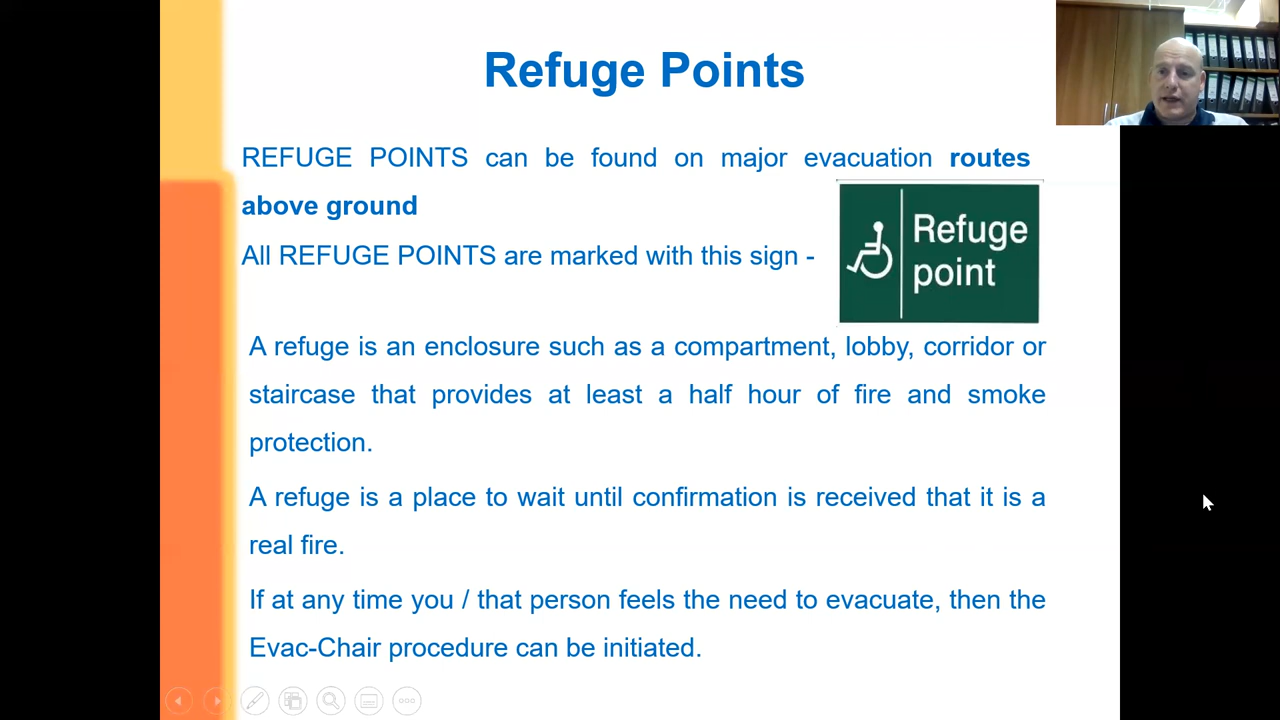 Refuge Points
REFUGE POINTS can be found on major evacuation routes
above ground
All REFUGE POINTS are marked with this sign -
Refuge
point
A refuge is an enclosure such as a compartment, lobby, corridor or
staircase that provides at least a half hour of fire and smoke
protection.
A refuge is a place to wait until confirmation is received that it is a
real fire.
If at any time you / that person feels the need to evacuate, then the
Evac-Chair procedure can be initiated.